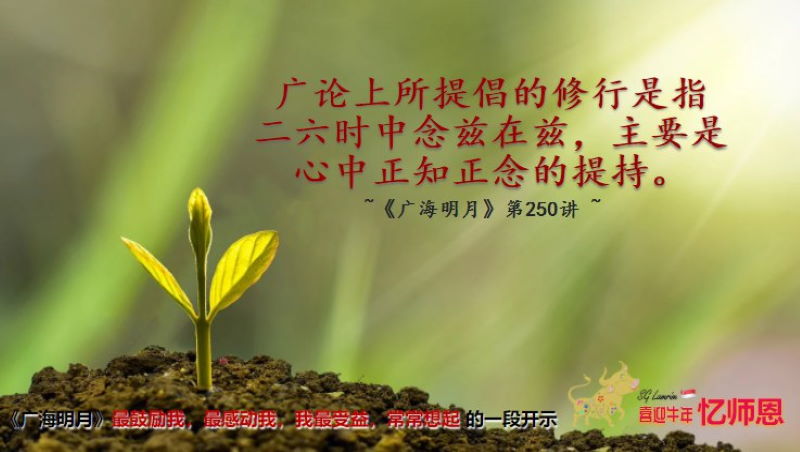 广论上所提倡的修行是指
二六时中念兹在兹，主要是
心中正知正念的提持。
~《广海明月》第250讲 ~
《广海明月》最鼓励我，最感动我，我最受益，常常想起 的一段开示
SG Lamrim
喜迎牛年 忆师恩